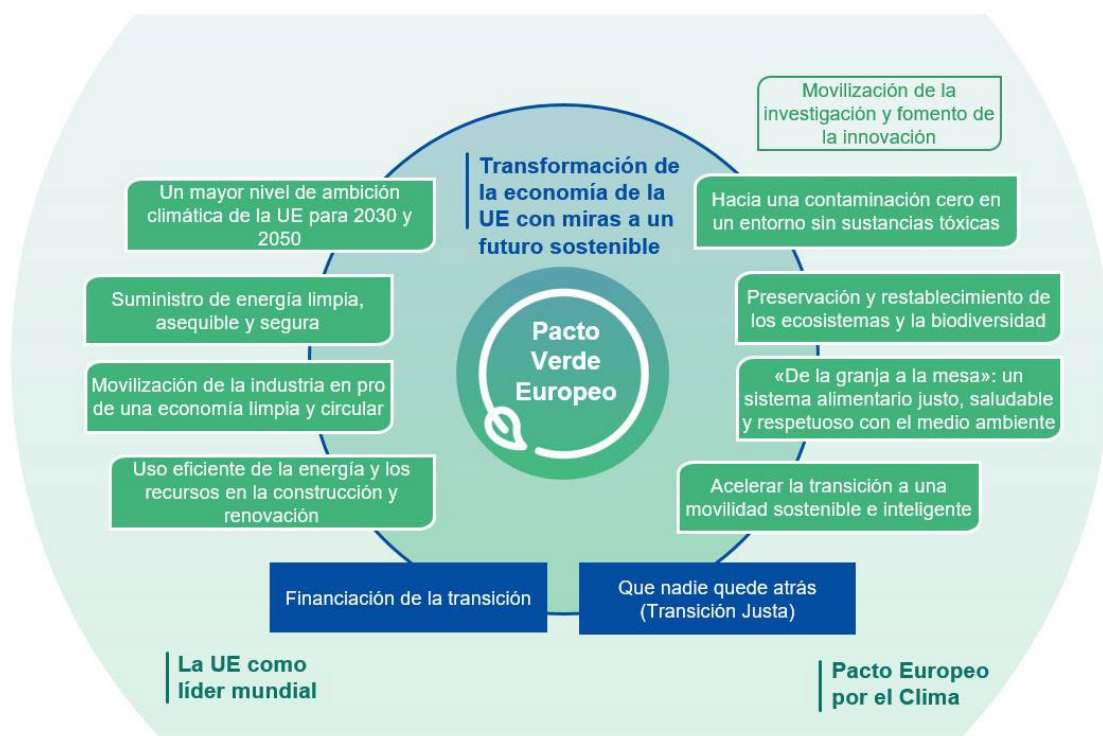 Movilización de la
investigación y fomento de
la innovación
Transformación de
la economía de la
UE con miras a un
futuro sostenible
Un mayor nivel de ambición
climática de la UE para 2030 y
2050
Hacia una contaminación cero en
un entorno sin sustancias tóxicas
Suministro de energía limpia,
asequible y segura
Preservación y restablecimiento de
los ecosistemas y la biodiversidad
Pacto
Verde
Europeo
Movilización de la industria en pro
de una economía limpia y circular
«De la granja a la mesa»: un
sistema alimentario justo, saludable
y respetuoso con el medio ambiente
Uso eficiente de la energía y los
recursos en la construcción y
renovación
Acelerar la transición a una
movilidad sostenible e inteligente
Financiación de la transición
Que nadie quede atrás
(Transición Justa)
La UE como
líder mundial
Pacto Europeo
por el Clima